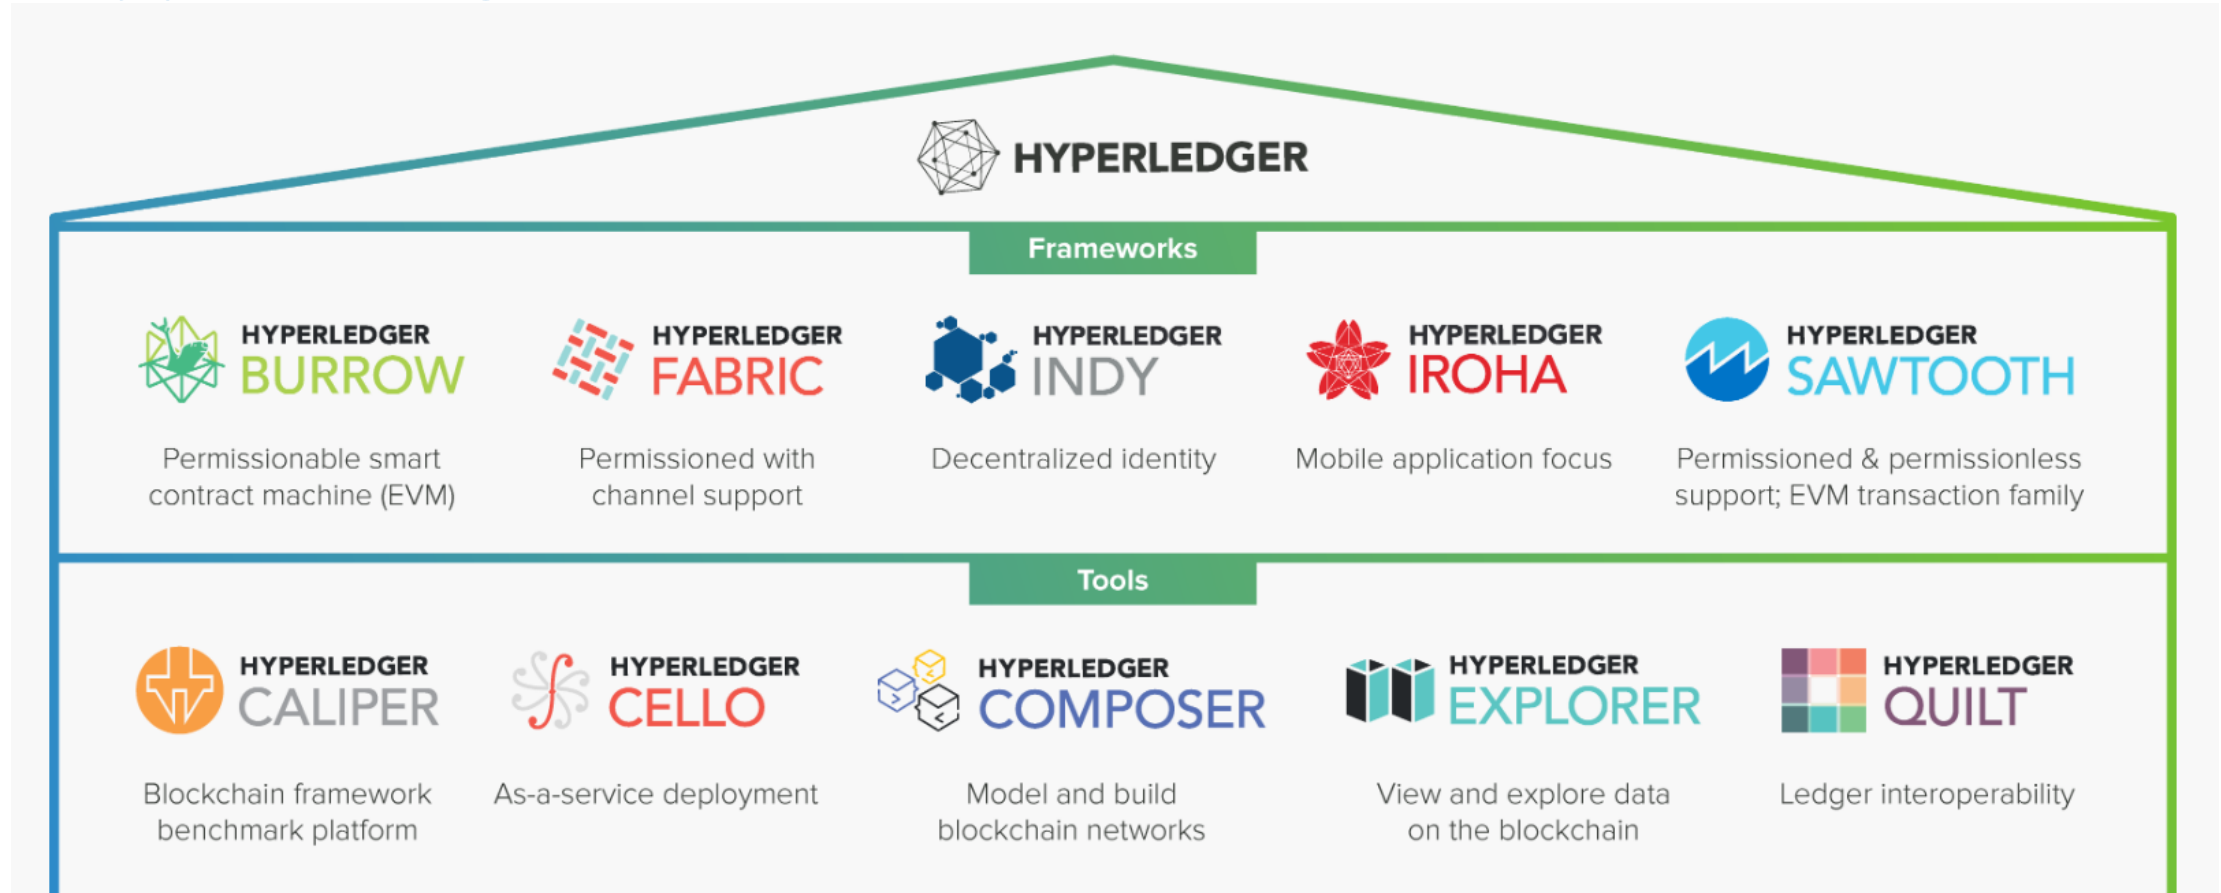 HYPERLEDGER
Frameworks
HYPERLEDGER
BURROW
Permissionable smart
contract machine (EVM)
HYPERLEDGER
FABRIC
Permissioned with
channel support
HYPERLEDGER
INDY
Decentralized identity
HYPERLEDGER
IROHA
Mobile application focus
HYPERLEDGER
SAWTOOTH
Permissioned & permissionless
support; EVM transaction family
Tools
HYPERLEDGER
CALIPER
Blockchain framework
benchmark platform
HYPERLEDGER
CELLO
As-a-service deployment
HYPERLEDGER
COMPOSER
Model and build
blockchain networks
HYPERLEDGER
EXPLORER
View and explore data
on the blockchain
HYPERLEDGER
QUILT
Ledger interoperability